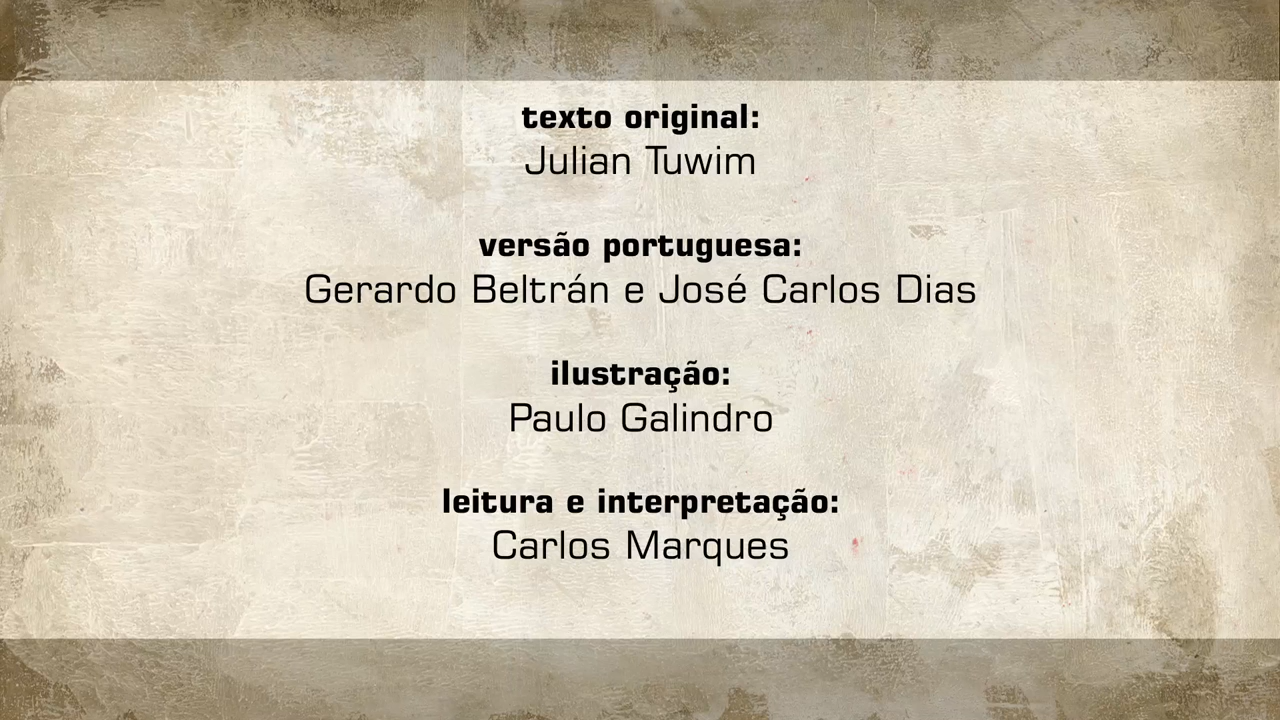 texto original:
Julian Tuwim
versão portuguesa:
Gerardo Beltrán e José Carlos Dias
ilustração:
Paulo Galindro
leitura e interpretação:
Carlos Marques